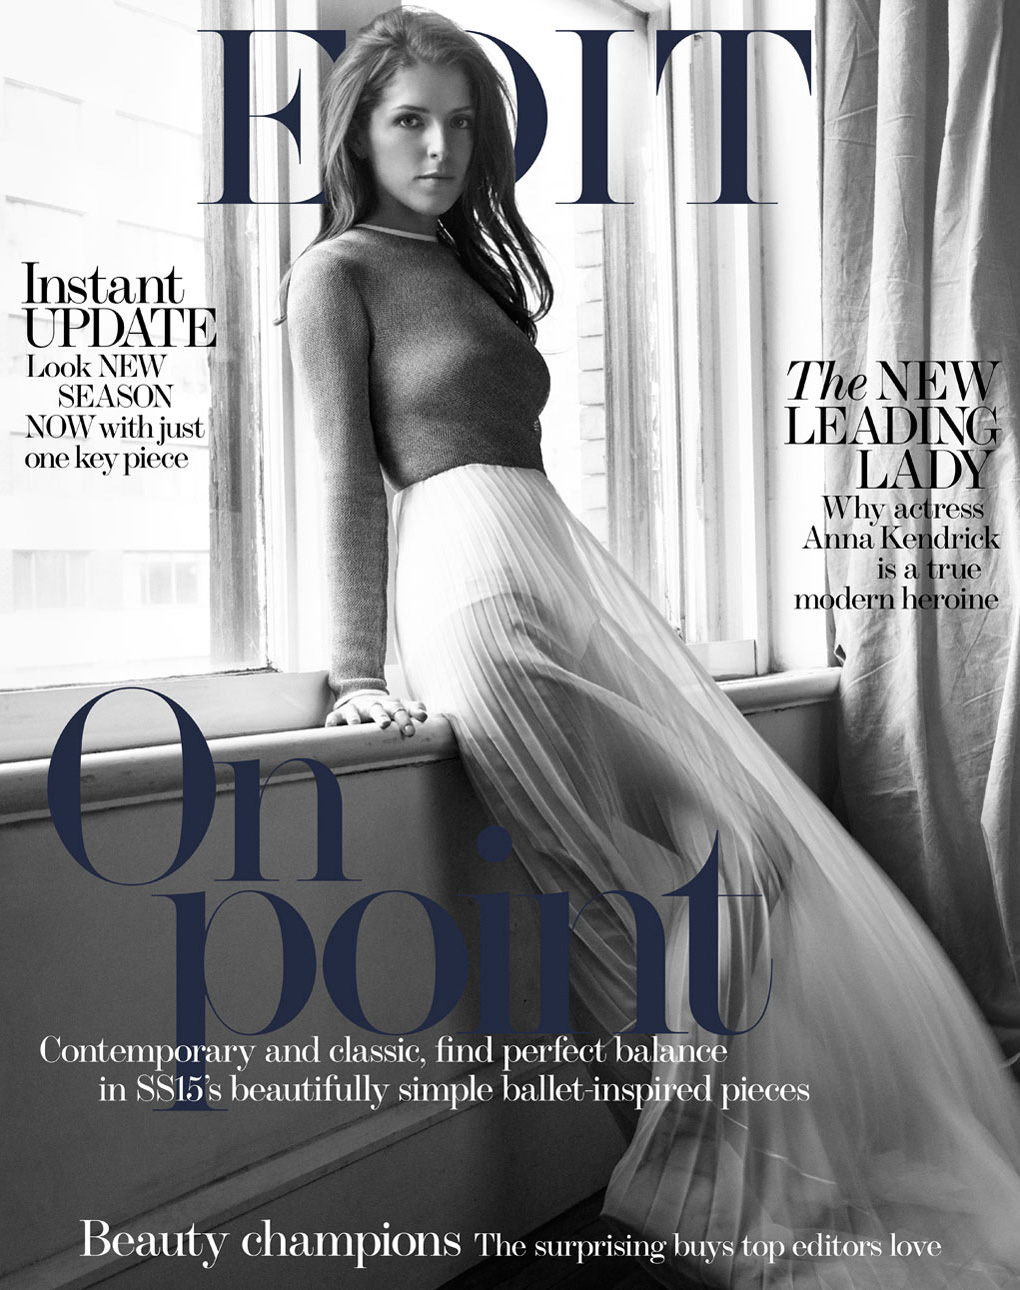 EDIT
Instant
UPDATE
Look NEW
SEASON
NOW with just
one key piece
The NEW
LEADING
LADY
Why actress
Anna Kendrick
is a true
modern heroine
On
point
Contemporary and classic, find perfect balance
in SS15's beautifully simple ballet-inspired pieces
Beauty champions The surprising buys top editors love